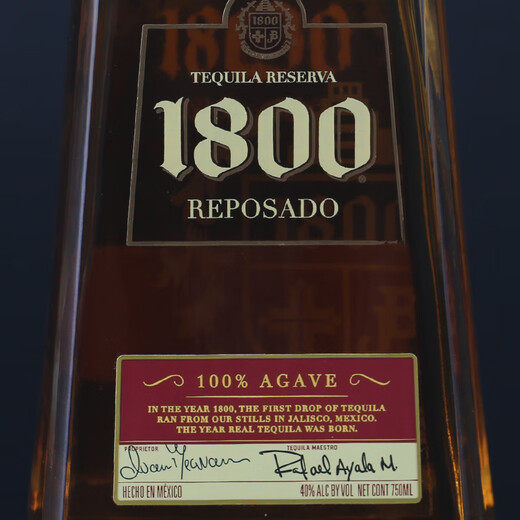 1800
TEQUILA RESERVA
1800
REPOSADO
100% AGAVE
IN THE YEAR 1800, THE FIRST DROP OF TEQUILA
RAN FROM OUR STILLS IN JALISCO, MEXICO.
THE YEAR REAL TEQUILA WAS BORN.
PROPRIETOR TEQUILA MAESTRO
Rafael Ayala M
HECHO EN MÉXICO 40% ALC BY VOL NET CONT 750ML